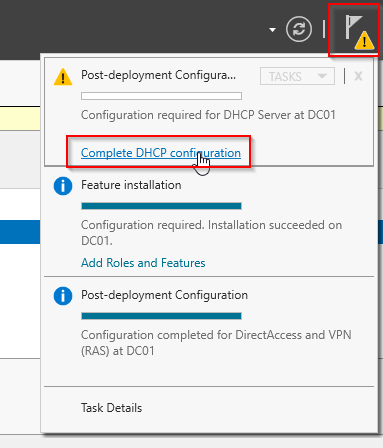 Post-deployment Configura...
TASKS
X
Configuration required for DHCP Server at DC01
Complete DHCP configuration
Feature installation
Configuration required. Installation succeeded on
DC01.
Add Roles and Features
Post-deployment Configuration
Configuration completed for DirectAccess and VPN
(RAS) at DC01
Task Details